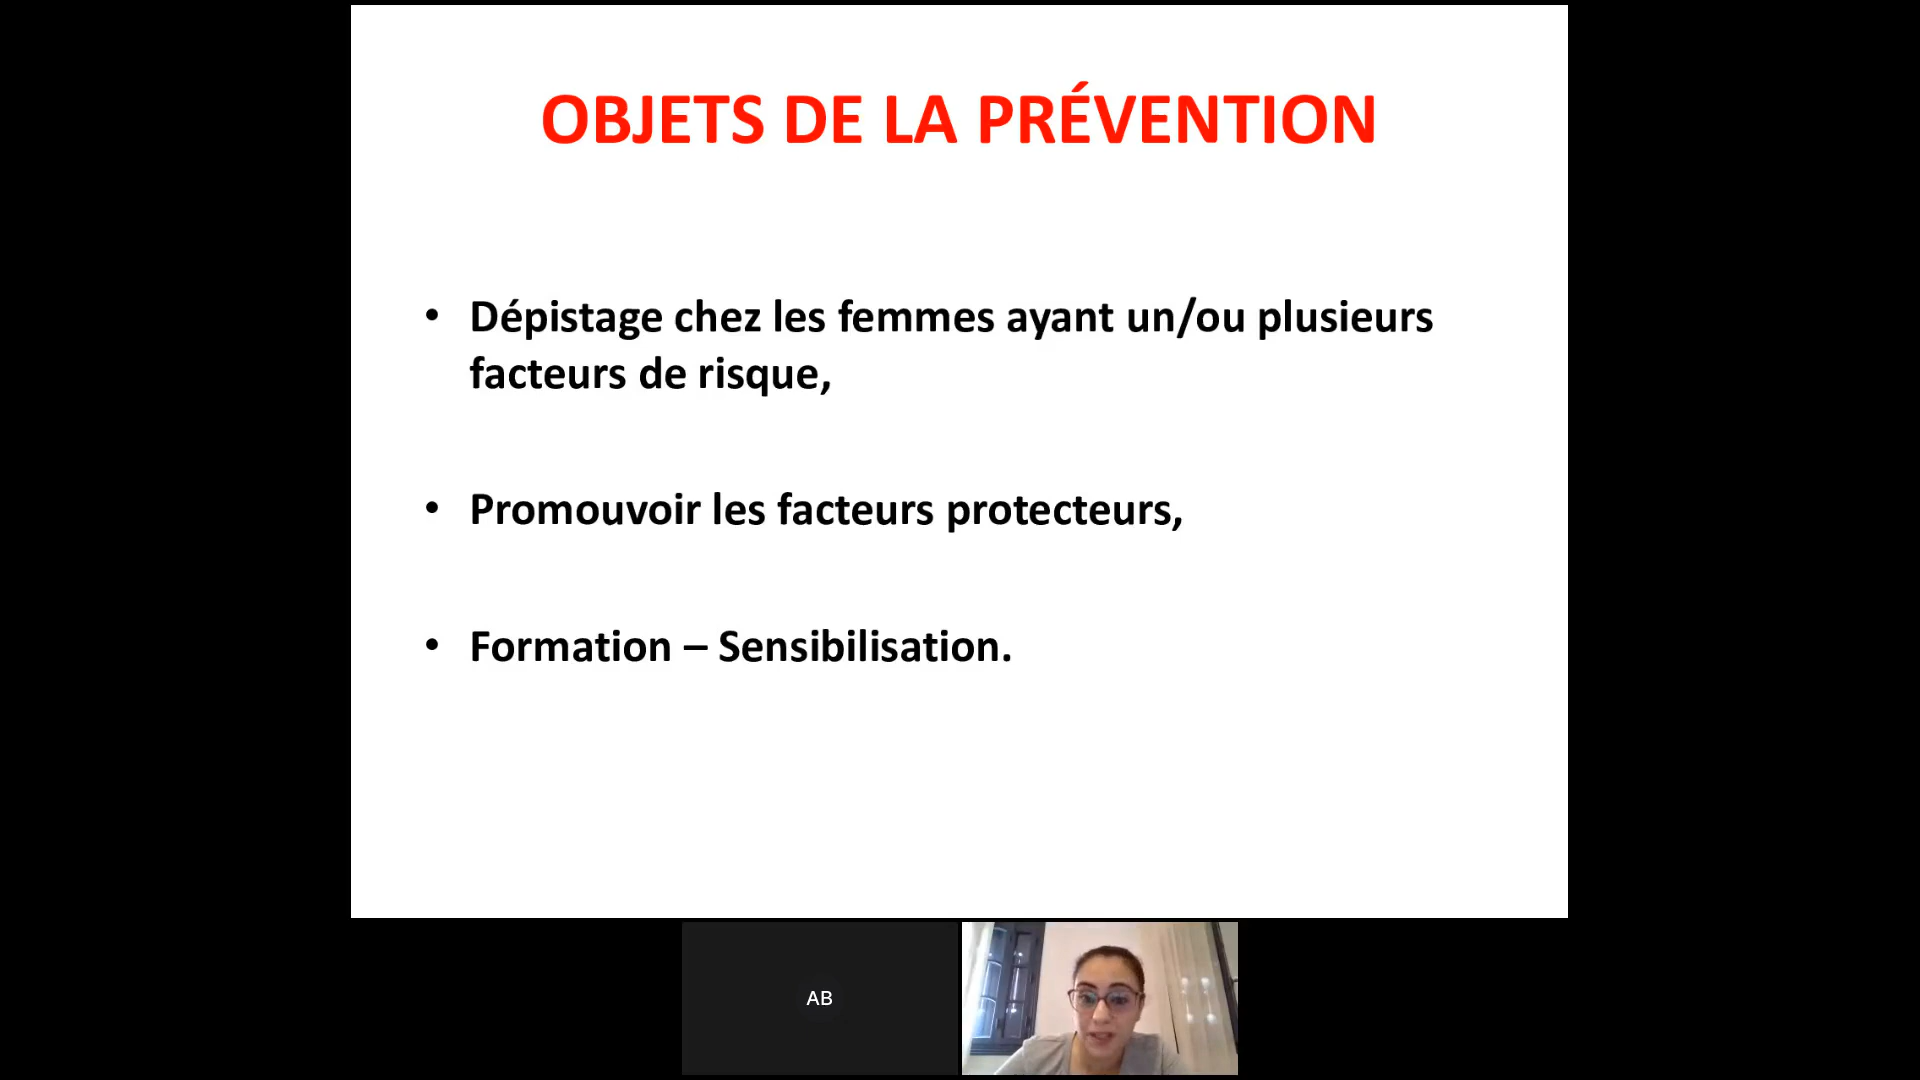 OBJETS DE LA PRÉVENTION
• Dépistage chez les femmes ayant un/ou plusieurs
facteurs de risque,
• Promouvoir les facteurs protecteurs,
• Formation – Sensibilisation.
AB